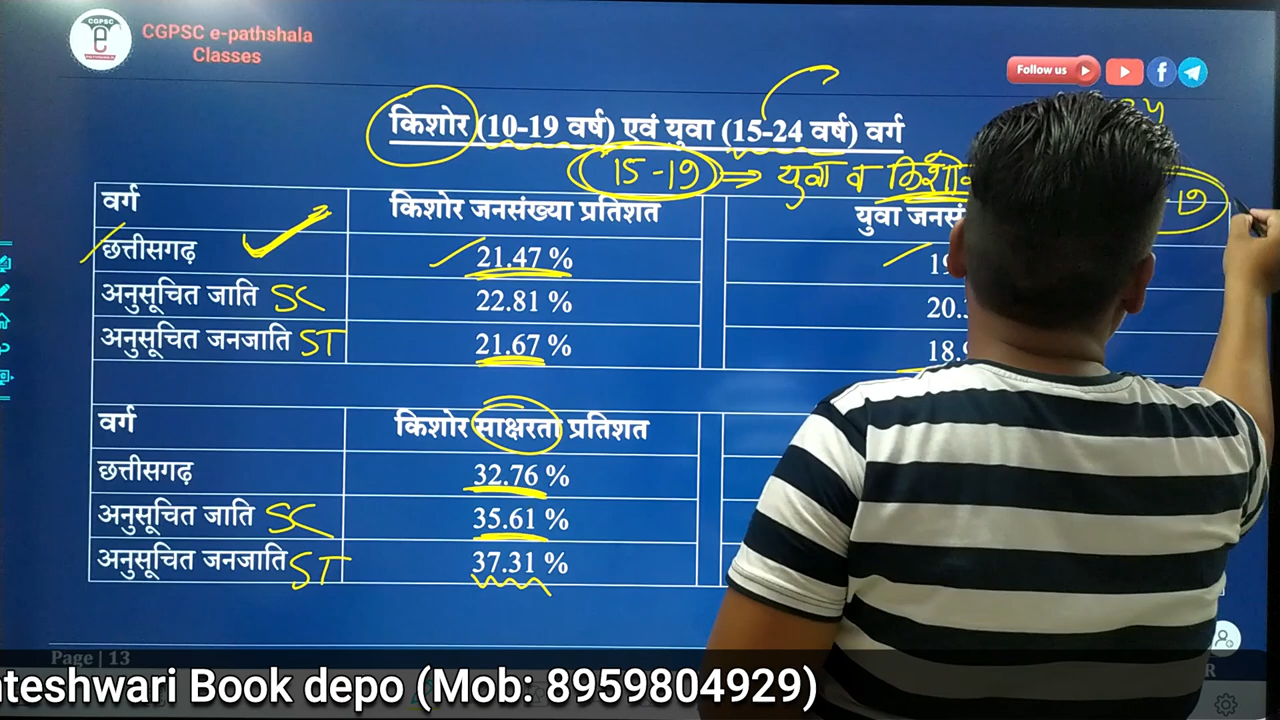 CGPSC e-pathshala
Classes
CGPSC
Follow us
किशोर (10-19 वर्ष) एवं युवा (15-24 वर्ष) वर्ग
15-19 ⇒ युवा व
वर्ग किशोर जनसंख्या प्रतिशत युवा
छत्तीसगढ़ 21.47 %
अनुसूचित जाति SC 22.81 %
अनुसूचित जनजाति ST 21.67 %
वर्ग किशोर साक्षरता प्रतिशत
छत्तीसगढ़ 32.76 %
अनुसूचित जाति SC 35.61 %
अनुसूचित जनजाति ST 37.31 %
Page | 13
Book depo (Mob: 8959804929)